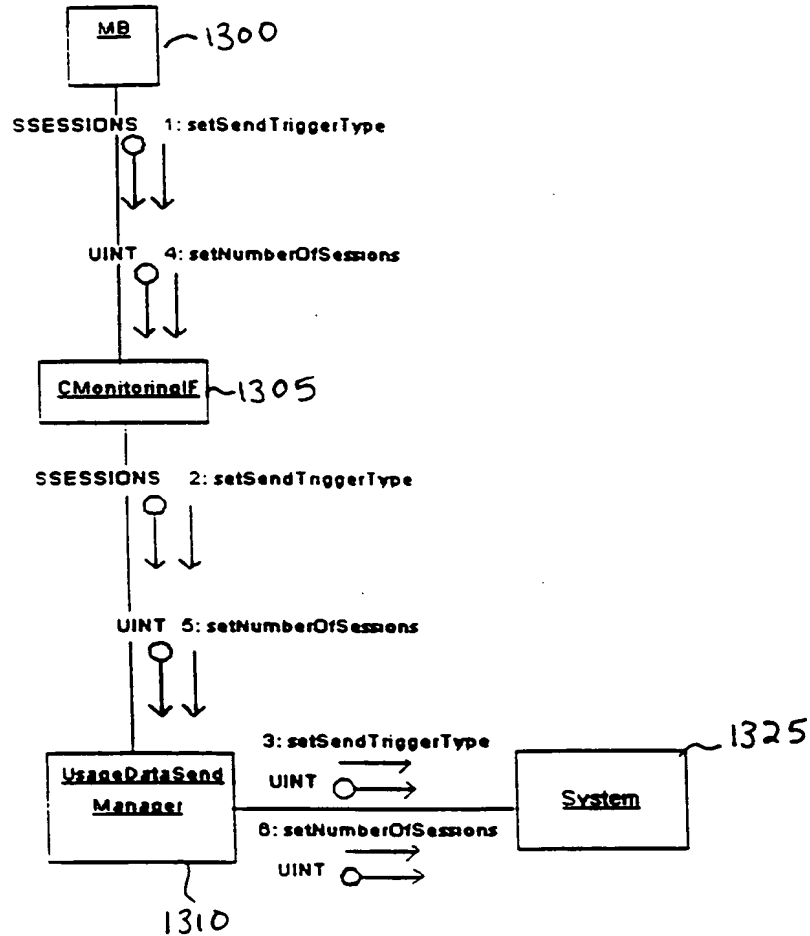 MB
1300
SSESSIONS 1: setSendTriggerType
UINT 4: setNumberOfSessions
CMonitoringIF
1305
SSESSIONS 2: setSendTriggerType
UINT 5: setNumberOfSessions
3: setSendTriggerType
1325
UsageDataSend
UINT
System
Manager
6: setNumberOfSessions
UINT
1310